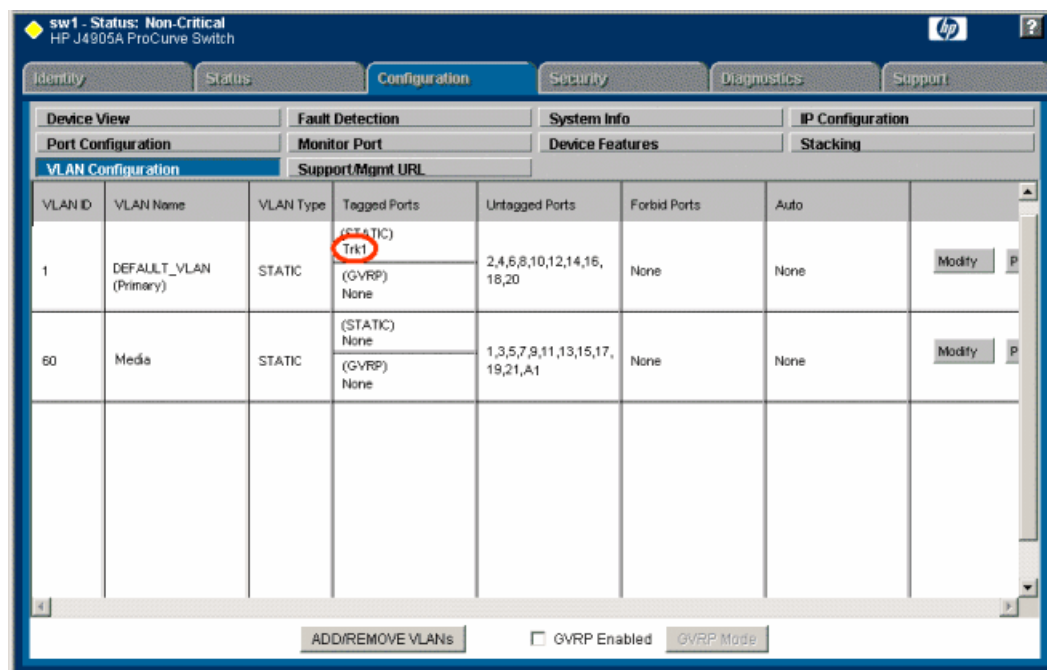 sw1 - Status: Non-Critical
HP J4905A ProCurve Switch
hp
?
Identity
Status
Configuration
Security
Diagnostics
Support
Device View
Fault Detection
System Info
IP Configuration
Port Configuration
Monitor Port
Device Features
Stacking
VLAN Configuration
Support/Mgmt URL
VLAN ID
VLAN Name
VLAN Type
Tagged Ports
Untagged Ports
Forbid Ports
Auto
1
DEFAULT_VLAN
(Primary)
STATIC
(STATIC)
Trk1
(GVRP)
None
2,4,6,8,10,12,14,16,
18,20
None
None
Modify
P
60
Media
STATIC
(STATIC)
None
(GVRP)
None
1,3,5,7,9,11,13,15,17,
19,21,A1
None
None
Modify
P
ADD/REMOVE VLANs
GVRP Enabled
GVRP Mode